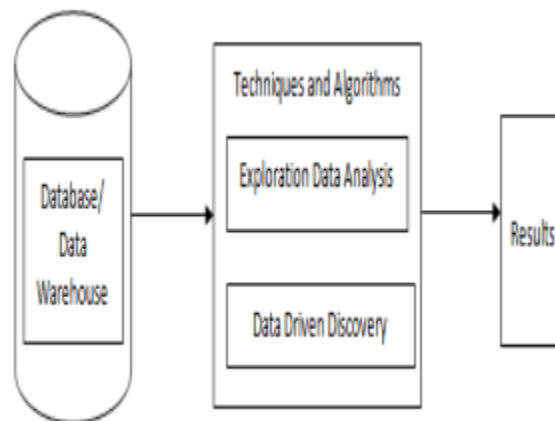 Database/
Data
Warehouse
Techniques and Algorithms
Exploration Data Analysis
Data Driven Discovery
Results